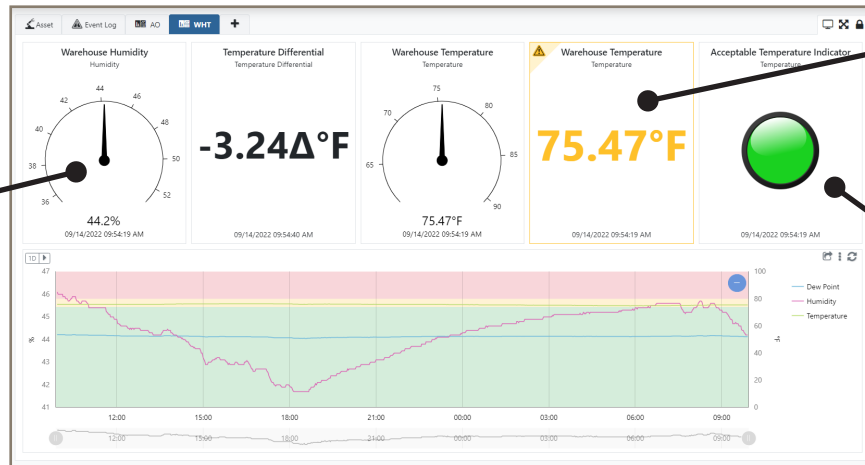 Asset
Event Log
AO
WHT
Warehouse Humidity
Humidity
36
38
40
42
44
46
48
50
52
44.2%
09/14/2022 09:54:19 AM
Temperature Differential
Temperature Differential
-3.24Δ°F
09/14/2022 09:54:40 AM
Warehouse Temperature
Temperature
65
70
75
80
85
90
75.47°F
09/14/2022 09:54:19 AM
Warehouse Temperature
Temperature
75.47°F
09/14/2022 09:54:19 AM
Acceptable Temperature Indicator
Temperature
09/14/2022 09:54:19 AM
1D
47
46
45
44
43
42
41
%
100
80
60
40
20
0
°F
12:00 15:00 18:00 21:00 00:00 03:00 06:00 09:00
12:00 15:00 18:00 21:00 00:00 03:00 06:00 09:00
Dew Point
Humidity
Temperature